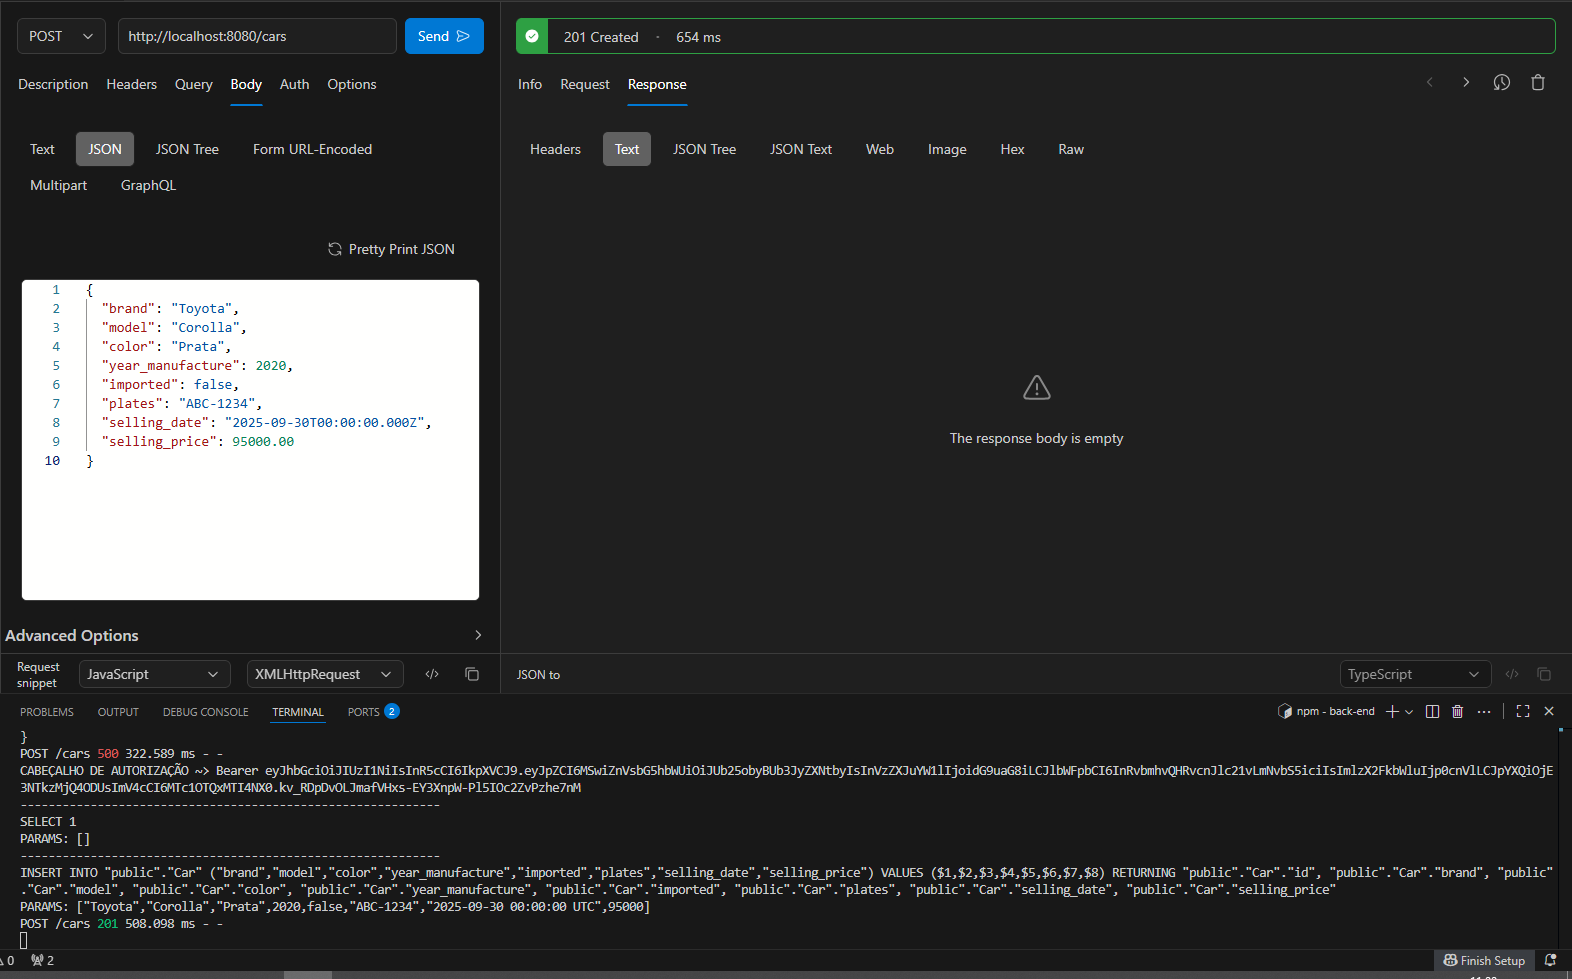 POST
http://localhost:8080/cars
Send
201 Created · 654 ms
Description Headers Query Body Auth Options
Info Request Response
Text JSON JSON Tree Form URL-Encoded
Multipart GraphQL
Headers Text JSON Tree JSON Text Web Image Hex Raw
Pretty Print JSON
1 {
2 "brand": "Toyota",
3 "model": "Corolla",
4 "color": "Prata",
5 "year_manufacture": 2020,
6 "imported": false,
7 "plates": "ABC-1234",
8 "selling_date": "2025-09-30T00:00:00.000Z",
9 "selling_price": 95000.00
10 }
The response body is empty
Advanced Options
Request snippet
JavaScript
XMLHttpRequest
JSON to
TypeScript
PROBLEMS OUTPUT DEBUG CONSOLE TERMINAL PORTS 2
npm - back-end
}
POST /cars 500 322.589 ms - -
CABEÇALHO DE AUTORIZAÇÃO ~> Bearer
------------------------------------------------------------
SELECT 1
PARAMS: []
------------------------------------------------------------
INSERT INTO "public"."Car" ("brand","model","color","year_manufacture","imported","plates","selling_date","selling_price") VALUES ($1,$2,$3,$4,$5,$6,$7,$8) RETURNING "public"."Car"."id", "public"."Car"."brand", "public"
."Car"."model", "public"."Car"."color", "public"."Car"."year_manufacture", "public"."Car"."imported", "public"."Car"."plates", "public"."Car"."selling_date", "public"."Car"."selling_price"
PARAMS: ["Toyota","Corolla","Prata",2020,false,"ABC-1234","2025-09-30 00:00:00 UTC",95000]
POST /cars 201 508.098 ms - -
0 2
Finish Setup